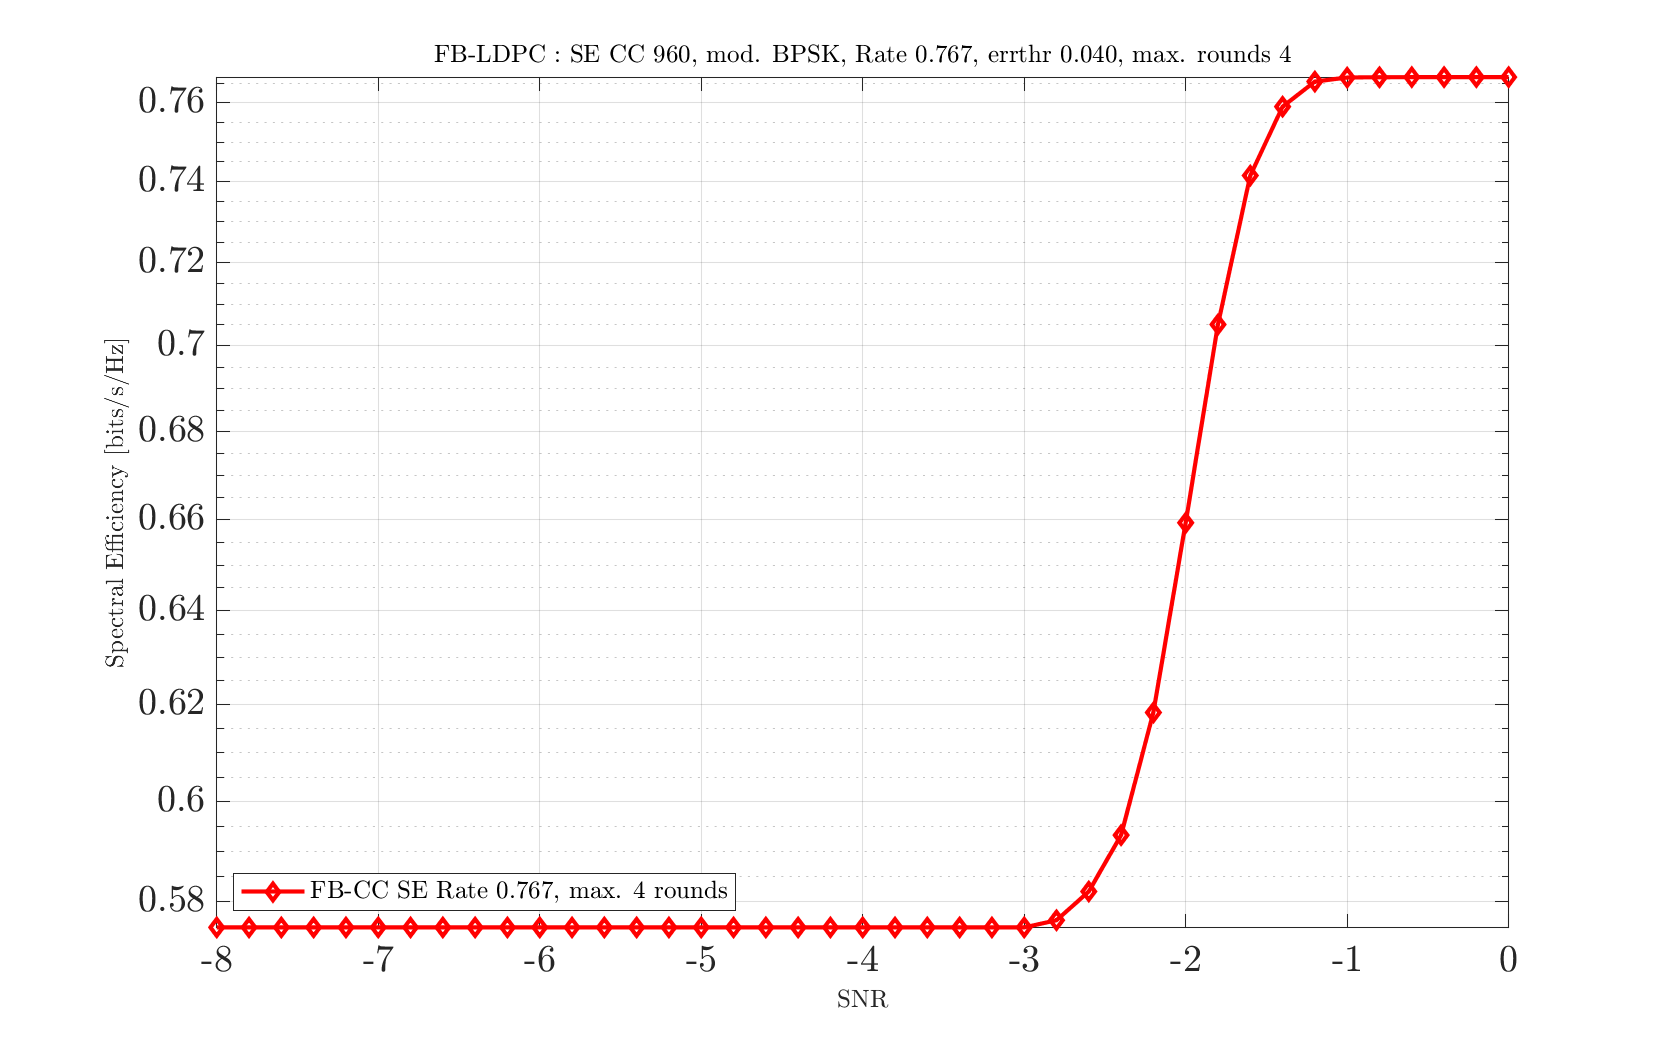 FB-LDPC : SE CC 960, mod. BPSK, Rate 0.767, errthr 0.040, max. rounds 4
Spectral Efficiency [bits/s/Hz]
0.76
0.74
0.72
0.7
0.68
0.66
0.64
0.62
0.6
0.58
FB-CC SE Rate 0.767, max. 4 rounds
-8 -7 -6 -5 -4 -3 -2 -1 0
SNR